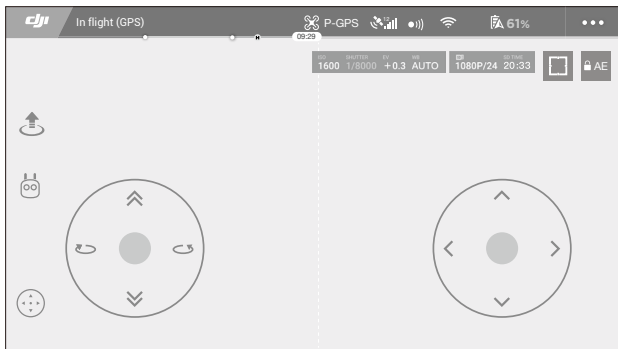 dji In flight (GPS) P-GPS 12 61%
H 09:29
ISO SHUTTER EV WB SD TIME
1600 1/8000 +0.3 AUTO 1080P/24 20:33 AE